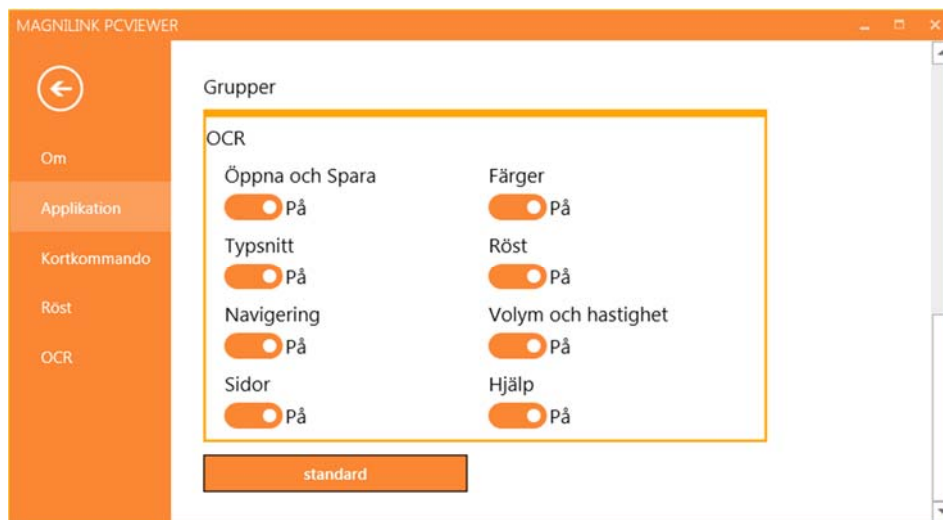 MAGNILINK PCVIEWER
Om
Applikation
Kortkommando
Röst
OCR
Grupper
OCR
Öppna och Spara
På
Färger
På
Typsnitt
På
Röst
På
Navigering
På
Volym och hastighet
På
Sidor
På
Hjälp
På
standard